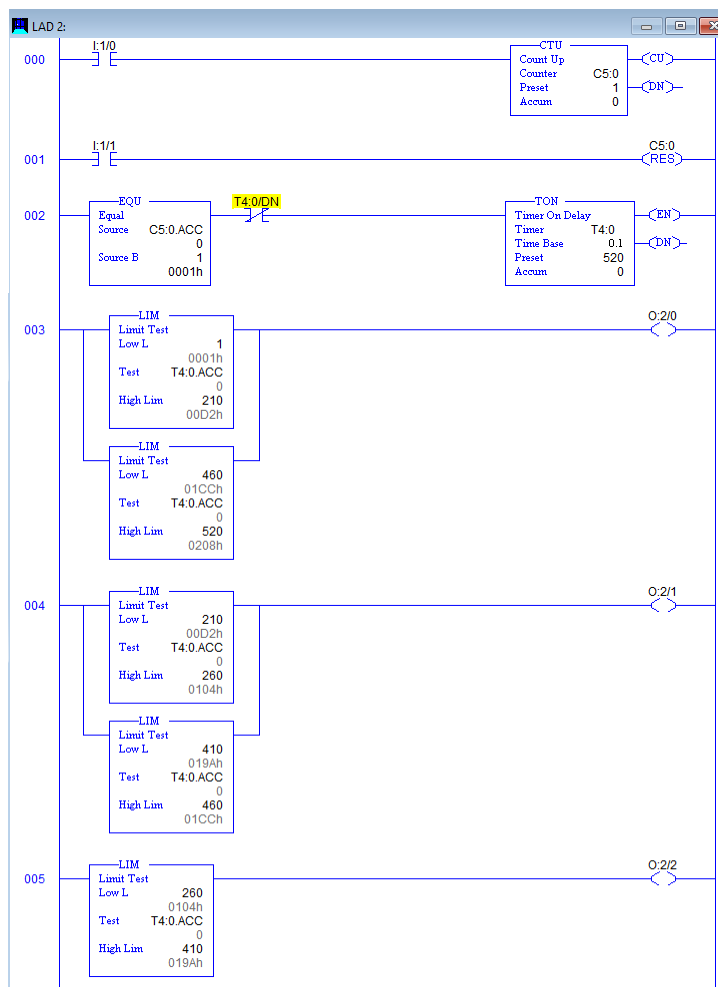 LAD 2:
I:1/0
000
CTU
Count Up
Counter C5:0
Preset 1
Accum 0
CU
DN
I:1/1
001
C5:0
RES
002
EQU
Equal
Source C5:0.ACC
0
Source B 1
0001h
T4:0/DN
TON
Timer On Delay
Timer T4:0
Time Base 0.1
Preset 520
Accum 0
EN
DN
003
LIM
Limit Test
Low L 1
0001h
Test T4:0.ACC
0
High Lim 210
00D2h
O:2/0
LIM
Limit Test
Low L 460
01CCh
Test T4:0.ACC
0
High Lim 520
0208h
004
LIM
Limit Test
Low L 210
00D2h
Test T4:0.ACC
0
High Lim 260
0104h
O:2/1
LIM
Limit Test
Low L 410
019Ah
Test T4:0.ACC
0
High Lim 460
01CCh
005
LIM
Limit Test
Low L 260
0104h
Test T4:0.ACC
0
High Lim 410
019Ah
O:2/2